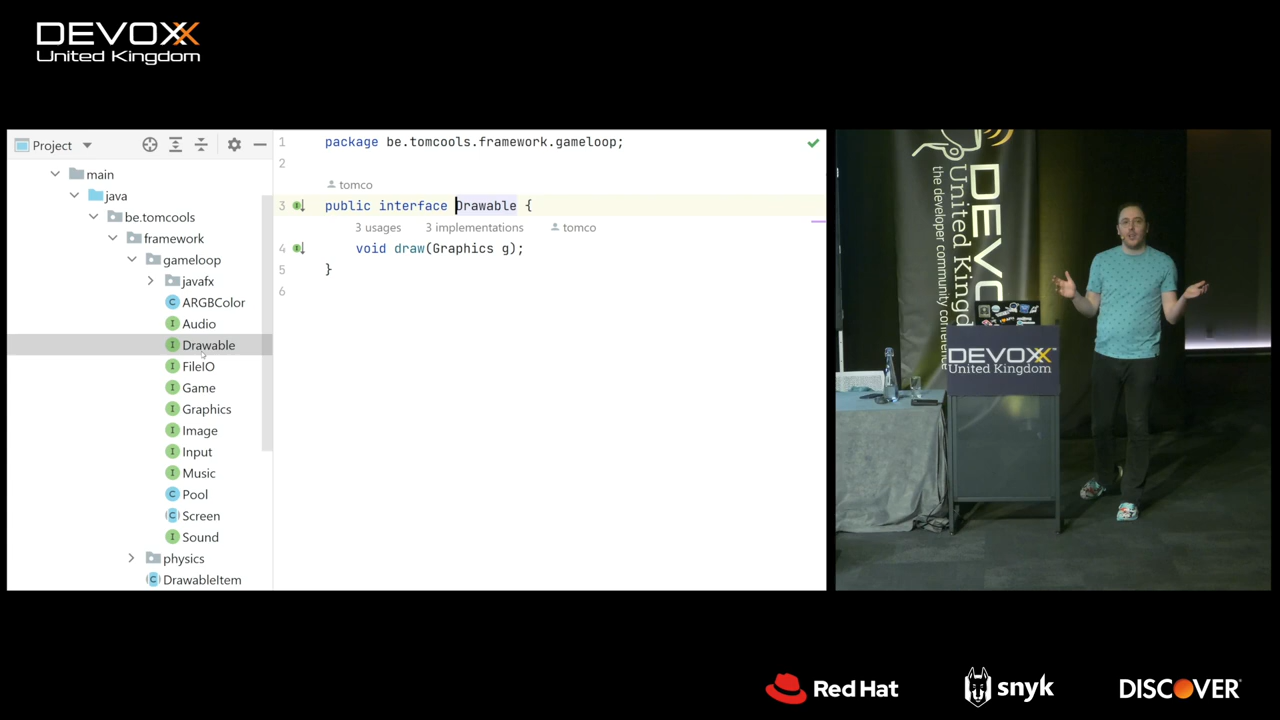 DEVOXX
United Kingdom
Project
main
java
be.tomcools
framework
gameloop
javafx
ARGBColor
Audio
Drawable
FileIO
Game
Graphics
Image
Input
Music
Pool
Screen
Sound
physics
DrawableItem
1 package be.tomcools.framework.gameloop;
2
tomco
3 public interface Drawable {
3 usages 3 implementations tomco
4 void draw(Graphics g);
5 }
6
DEVOXX
United Kingdom
the developer community
DEVOXX™
United Kingdom
Red Hat
snyk
DISCOVER